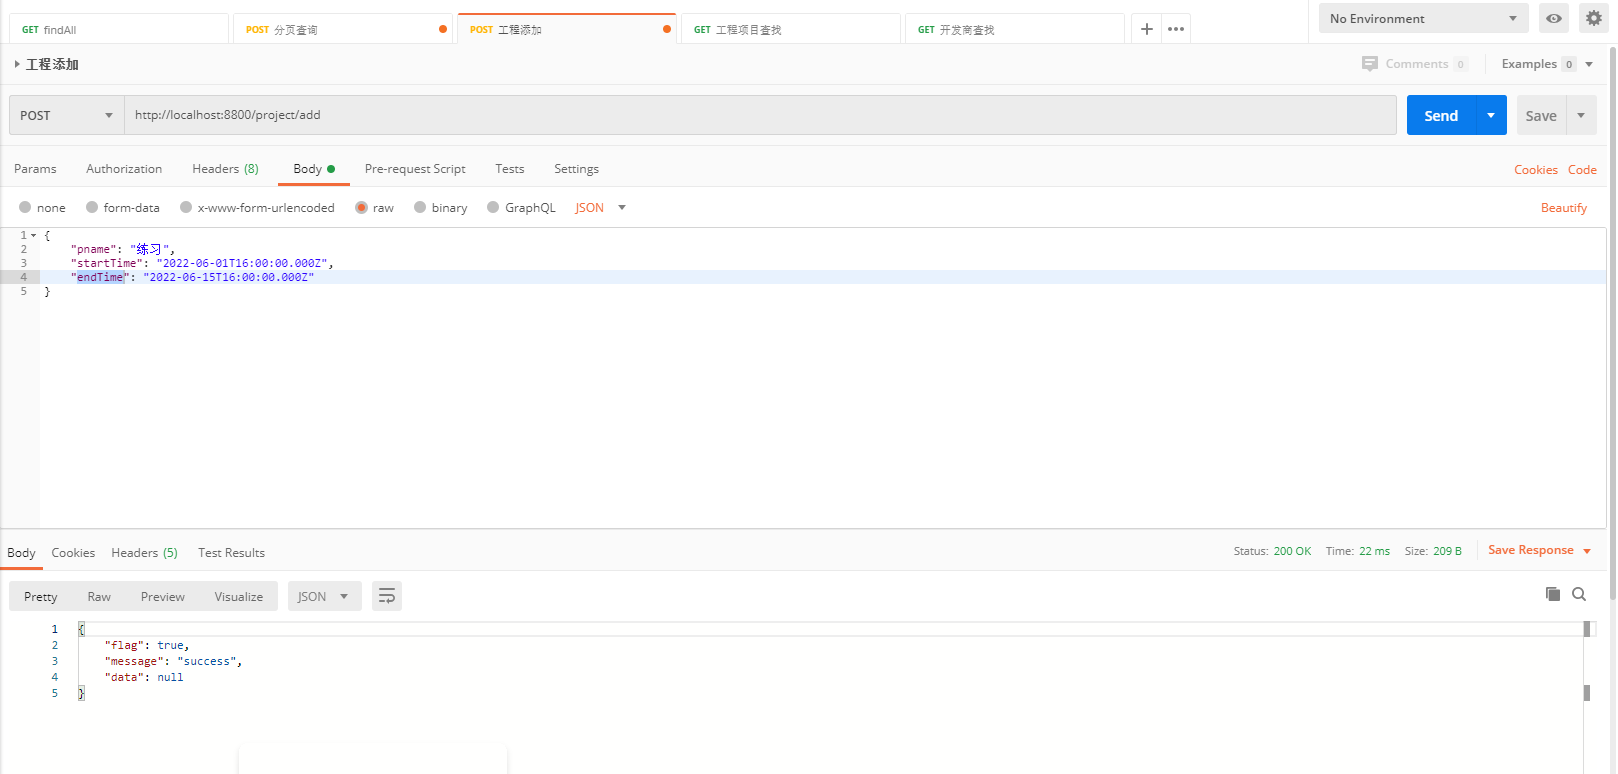 GET findAll POST 分页查询 POST 工程添加 GET 工程项目查找 GET 开发商查找 No Environment
工程添加 Comments 0 Examples 0
POST http://localhost:8800/project/add Send Save
Params Authorization Headers (8) Body Pre-request Script Tests Settings Cookies Code
none form-data x-www-form-urlencoded raw binary GraphQL JSON Beautify
1 {
2 "pname": "练习",
3 "startTime": "2022-06-01T16:00:00.000Z",
4 "endTime": "2022-06-15T16:00:00.000Z"
5 }
Body Cookies Headers (5) Test Results Status: 200 OK Time: 22 ms Size: 209 B Save Response
Pretty Raw Preview Visualize JSON
1 {
2 "flag": true,
3 "message": "success",
4 "data": null
5 }